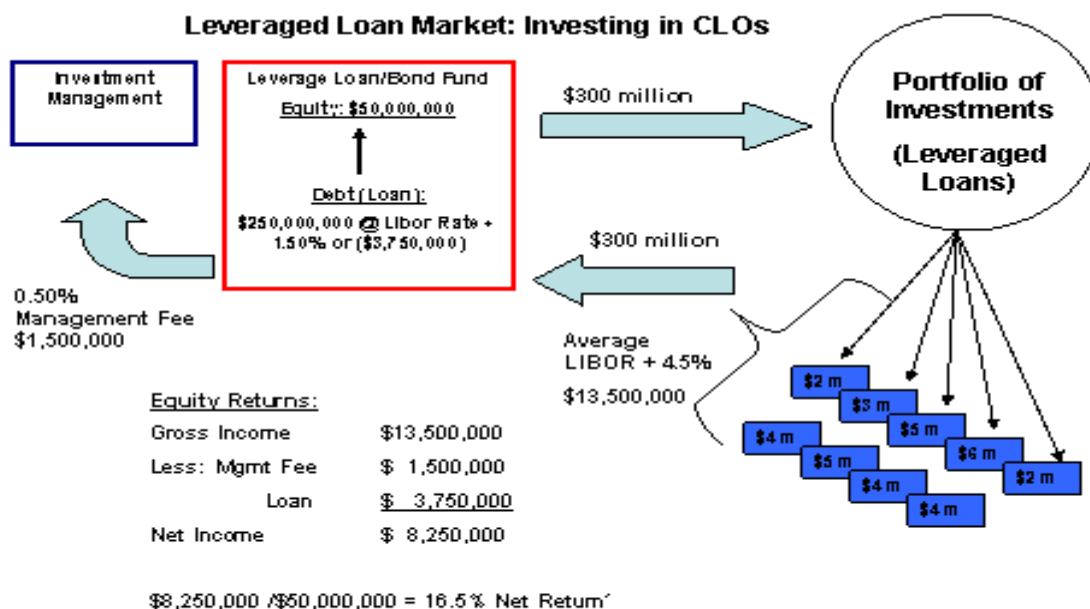 Leveraged Loan Market: Investing in CLOs
Investment
Management
Leverage Loan/Bond Fund
Equity: $50,000,000
Debt (Loan):
$250,000,000 @ Libor Rate +
1.50% or ($3,750,000)
$300 million
Portfolio of
Investments
(Leveraged
Loans)
$300 million
0.50%
Management Fee
$1,500,000
Average
LIBOR + 4.5%
$13,500,000
$2 m
$3 m
$5 m
$6 m
$2 m
$4 m
$5 m
$4 m
$4 m
Equity Returns:
Gross Income $13,500,000
Less: Mgmt Fee $ 1,500,000
Loan $ 3,750,000
Net Income $ 8,250,000
$8,250,000 /$50,000,000 = 16.5% Net Return